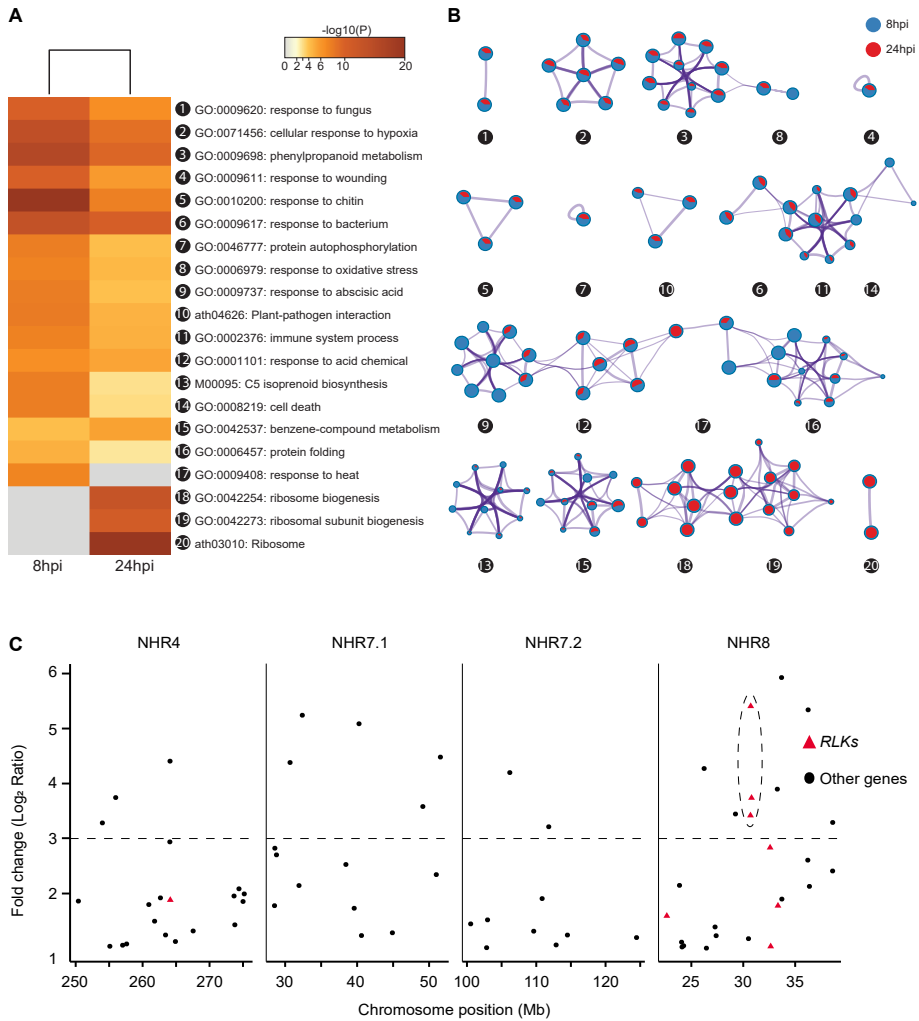 A
B
-log10(P)
0 2 4 6 10 20
8hpi
24hpi
1 GO:0009620: response to fungus
2 GO:0071456: cellular response to hypoxia
3 GO:0009698: phenylpropanoid metabolism
4 GO:0009611: response to wounding
5 GO:0010200: response to chitin
6 GO:0009617: response to bacterium
7 GO:0046777: protein autophosphorylation
8 GO:0006979: response to oxidative stress
9 GO:0009737: response to abscisic acid
10 ath04626: Plant-pathogen interaction
11 GO:0002376: immune system process
12 GO:0001101: response to acid chemical
13 M00095: C5 isoprenoid biosynthesis
14 GO:0008219: cell death
15 GO:0042537: benzene-compound metabolism
16 GO:0006457: protein folding
17 GO:0009408: response to heat
18 GO:0042254: ribosome biogenesis
19 GO:0042273: ribosomal subunit biogenesis
20 ath03010: Ribosome
8hpi 24hpi
1 2 3 8 4
5 7 10 6 11 14
9 12 17 16
13 15 18 19 20
C
NHR4 NHR7.1 NHR7.2 NHR8
Fold change (Log₂ Ratio)
6
5
4
3
2
1
RLKs
Other genes
250 260 270 30 40 50 100 110 120 25 30 35
Chromosome position (Mb)